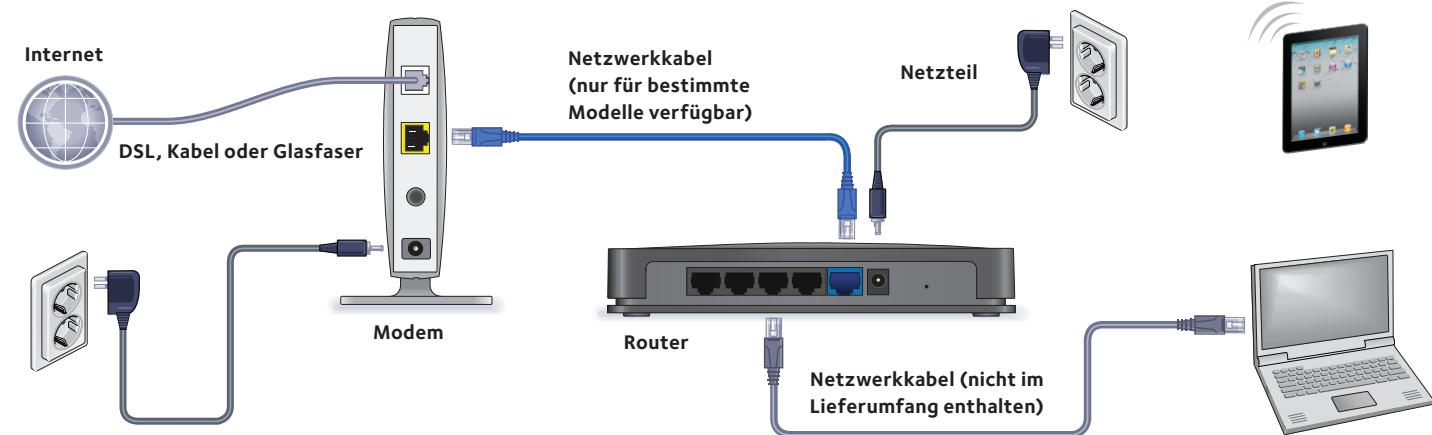 Internet
DSL, Kabel oder Glasfaser
Modem
Netzwerkkabel
(nur für bestimmte
Modelle verfügbar)
Netzteil
Router
Netzwerkkabel (nicht im
Lieferumfang enthalten)